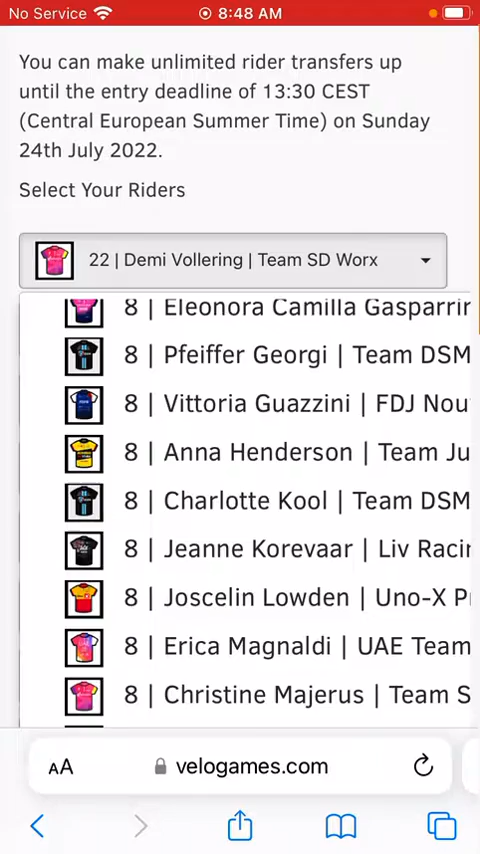 No Service 8:48 AM
You can make unlimited rider transfers up
until the entry deadline of 13:30 CEST
(Central European Summer Time) on Sunday
24th July 2022.
Select Your Riders
22 | Demi Vollering | Team SD Worx
8 | Eleonora Camilla Gasparrin
8 | Pfeiffer Georgi | Team DSM
8 | Vittoria Guazzini | FDJ Nou
8 | Anna Henderson | Team Ju
8 | Charlotte Kool | Team DSM
8 | Jeanne Korevaar | Liv Racin
8 | Joscelin Lowden | Uno-X P
8 | Erica Magnaldi | UAE Team
8 | Christine Majerus | Team S
AA velogames.com